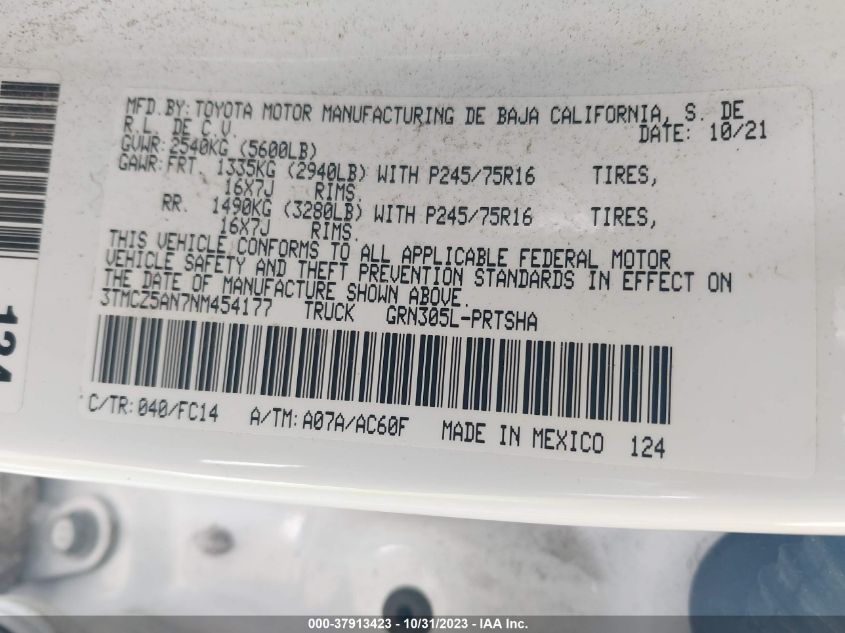 MFD.BY: TOYOTA MOTOR MANUFACTURING DE BAJA CALIFORNIA, S. DE
R.L. DE C.V. DATE: 10/21
GVWR: 2540KG (5600LB)
GAWR: FRT. 1335KG (2940LB) WITH P245/75R16 TIRES,
16X7J RIMS.
RR. 1490KG (3280LB) WITH P245/75R16 TIRES,
16X7J RIMS.
THIS VEHICLE CONFORMS TO ALL APPLICABLE FEDERAL MOTOR
VEHICLE SAFETY AND THEFT PREVENTION STANDARDS IN EFFECT ON
THE DATE OF MANUFACTURE SHOWN ABOVE.
3TMCZ5AN7NM454177 TRUCK GRN305L-PRTSHA
C/TR: 040/FC14 A/TM: A07A/AC60F MADE IN MEXICO 124
124
000-37913423 - 10/31/2023 - IAA, Inc.